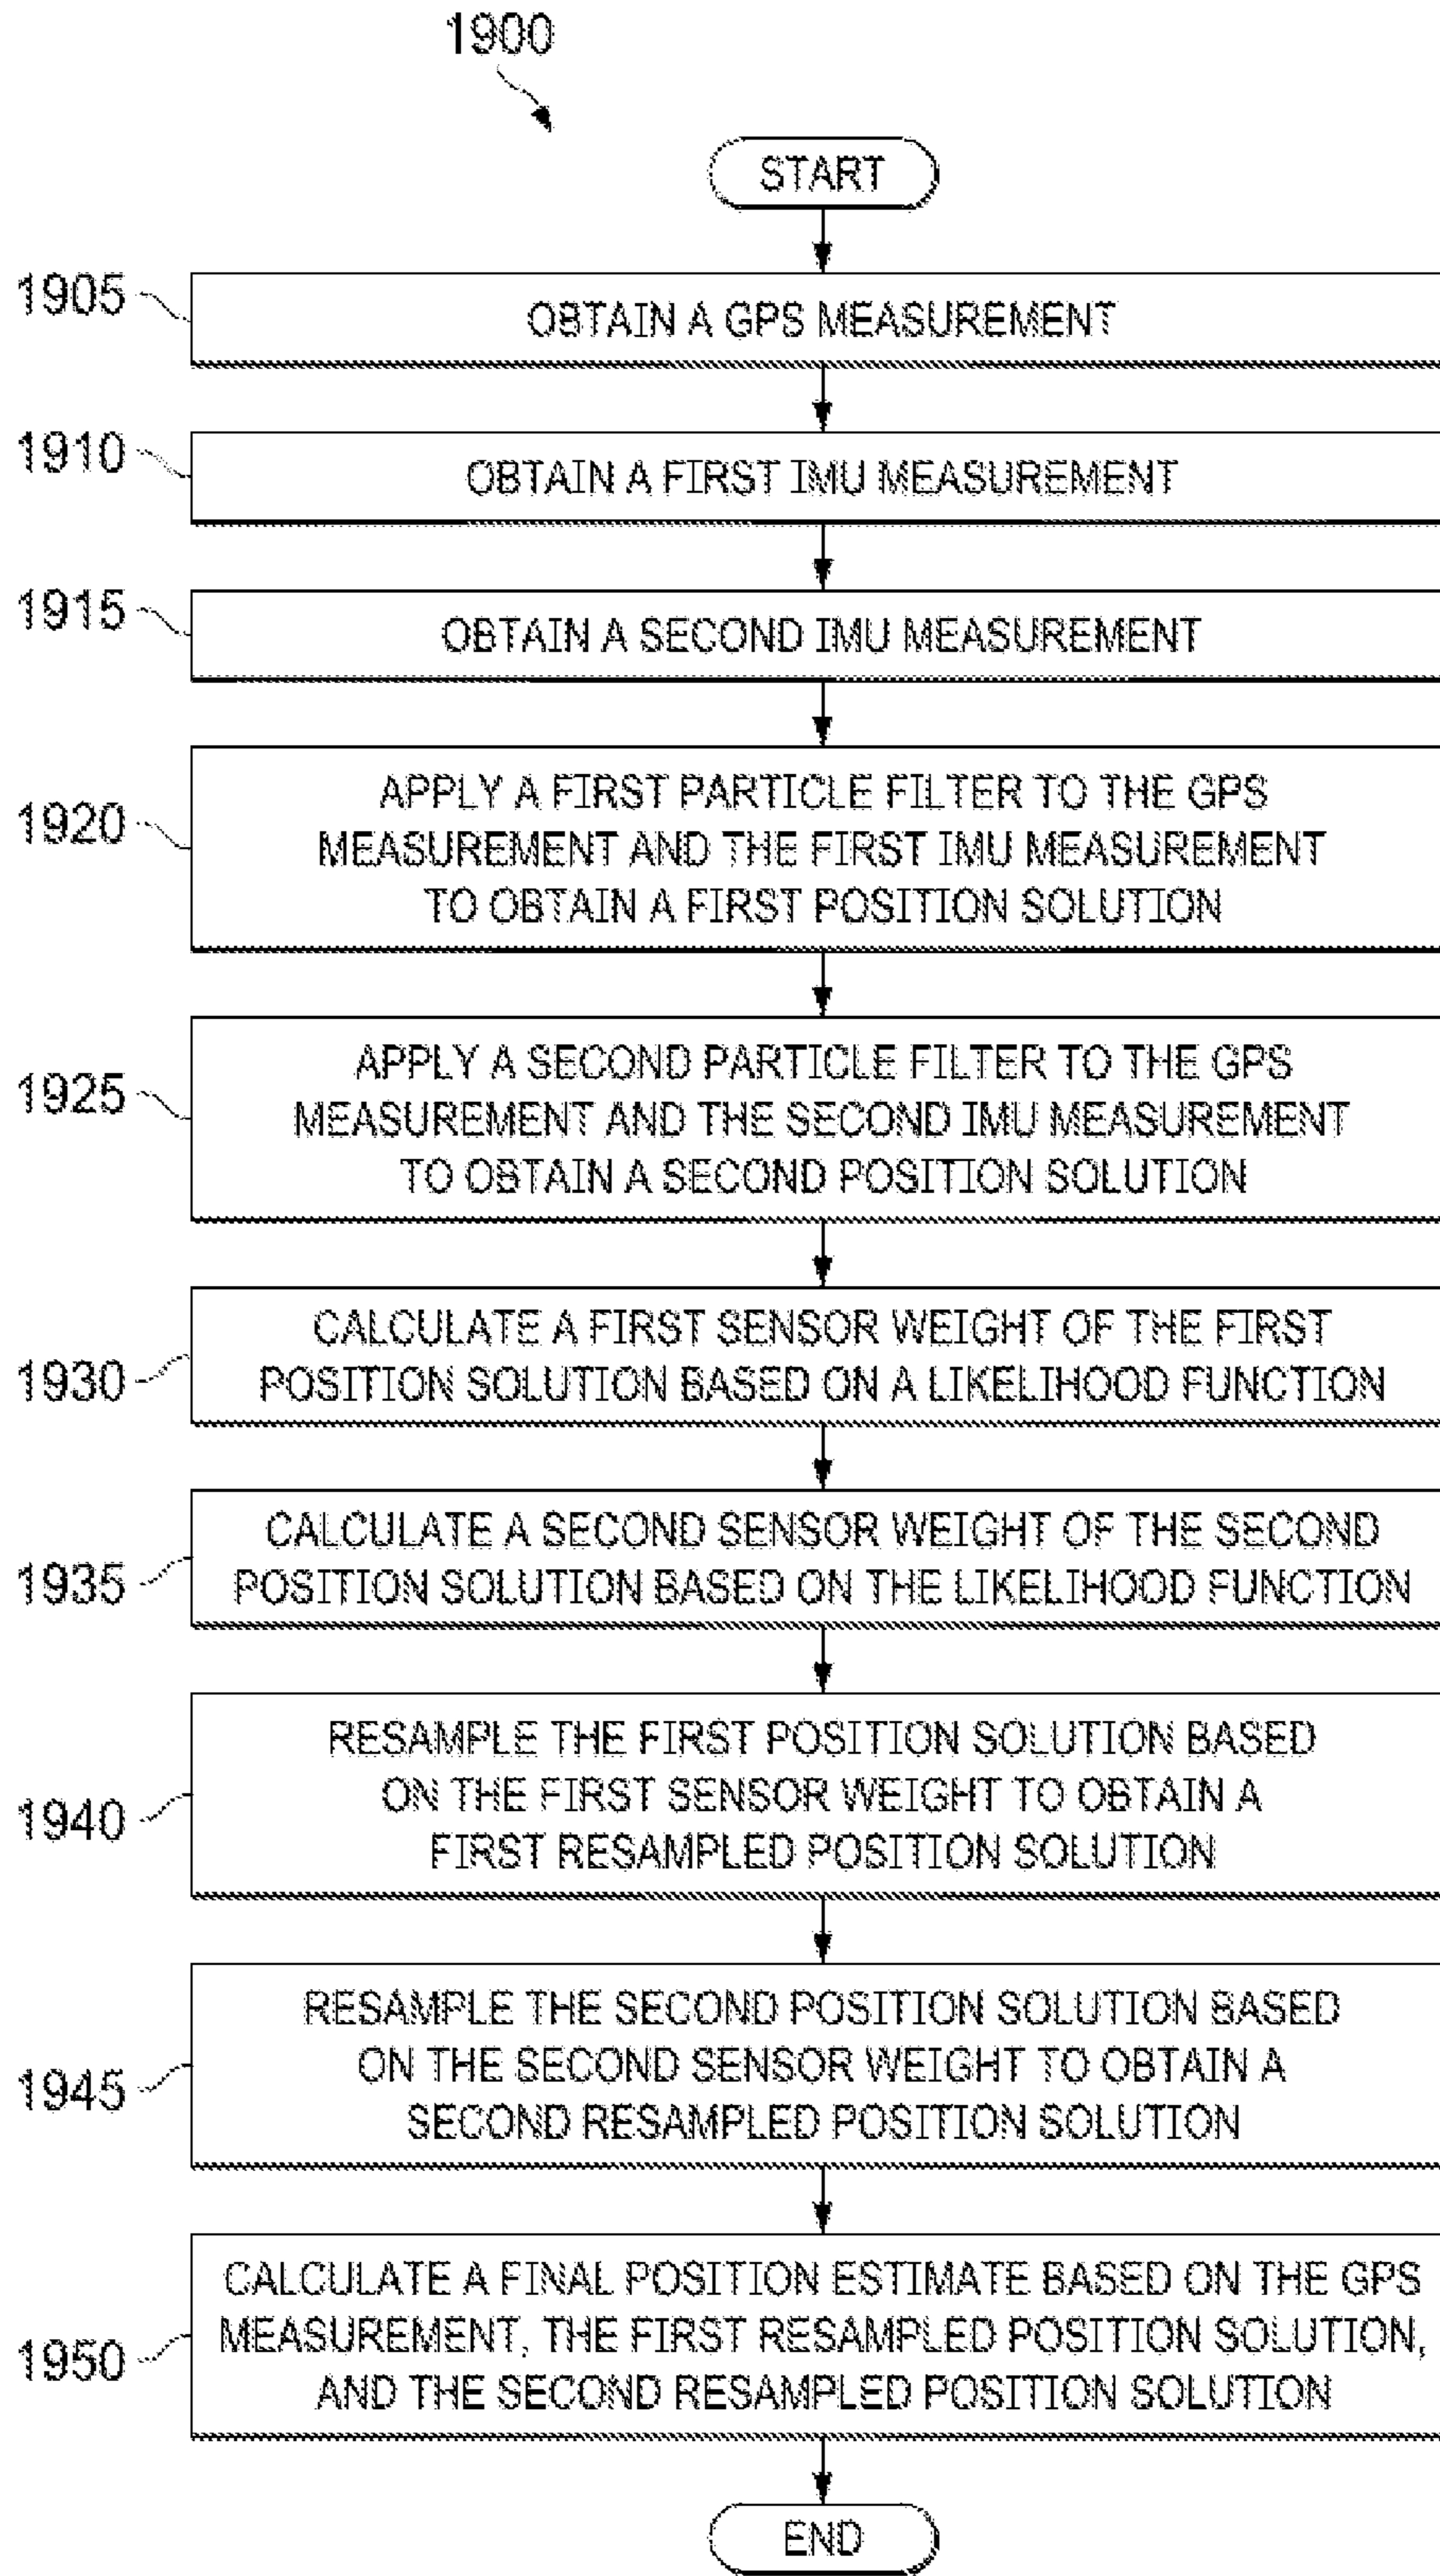 1900
START
1905
OBTAIN A GPS MEASUREMENT
1910
OBTAIN A FIRST IMU MEASUREMENT
1915
OBTAIN A SECOND IMU MEASUREMENT
1920
APPLY A FIRST PARTICLE FILTER TO THE GPS
MEASUREMENT AND THE FIRST IMU MEASUREMENT
TO OBTAIN A FIRST POSITION SOLUTION
1925
APPLY A SECOND PARTICLE FILTER TO THE GPS
MEASUREMENT AND THE SECOND IMU MEASUREMENT
TO OBTAIN A SECOND POSITION SOLUTION
1930
CALCULATE A FIRST SENSOR WEIGHT OF THE FIRST
POSITION SOLUTION BASED ON A LIKELIHOOD FUNCTION
1935
CALCULATE A SECOND SENSOR WEIGHT OF THE SECOND
POSITION SOLUTION BASED ON THE LIKELIHOOD FUNCTION
1940
RESAMPLE THE FIRST POSITION SOLUTION BASED
ON THE FIRST SENSOR WEIGHT TO OBTAIN A
FIRST RESAMPLED POSITION SOLUTION
1945
RESAMPLE THE SECOND POSITION SOLUTION BASED
ON THE SECOND SENSOR WEIGHT TO OBTAIN A
SECOND RESAMPLED POSITION SOLUTION
1950
CALCULATE A FINAL POSITION ESTIMATE BASED ON THE GPS
MEASUREMENT, THE FIRST RESAMPLED POSITION SOLUTION,
AND THE SECOND RESAMPLED POSITION SOLUTION
END